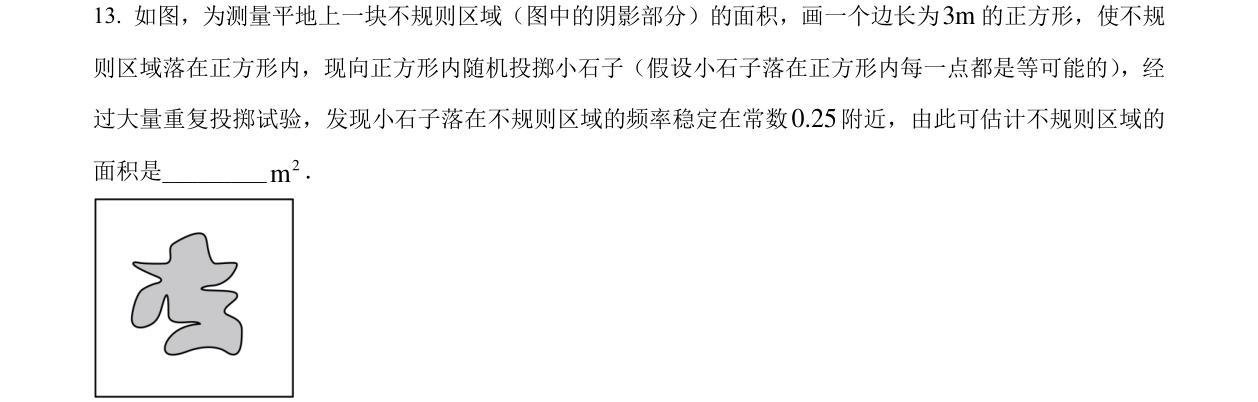 13. 如图，为测量平地上一块不规则区域（图中的阴影部分）的面积，画一个边长为3m 的正方形，使不规
则区域落在正方形内，现向正方形内随机投掷小石子（假设小石子落在正方形内每一点都是等可能的），经
过大量重复投掷试验，发现小石子落在不规则区域的频率稳定在常数0.25附近，由此可估计不规则区域的
面积是_________m².